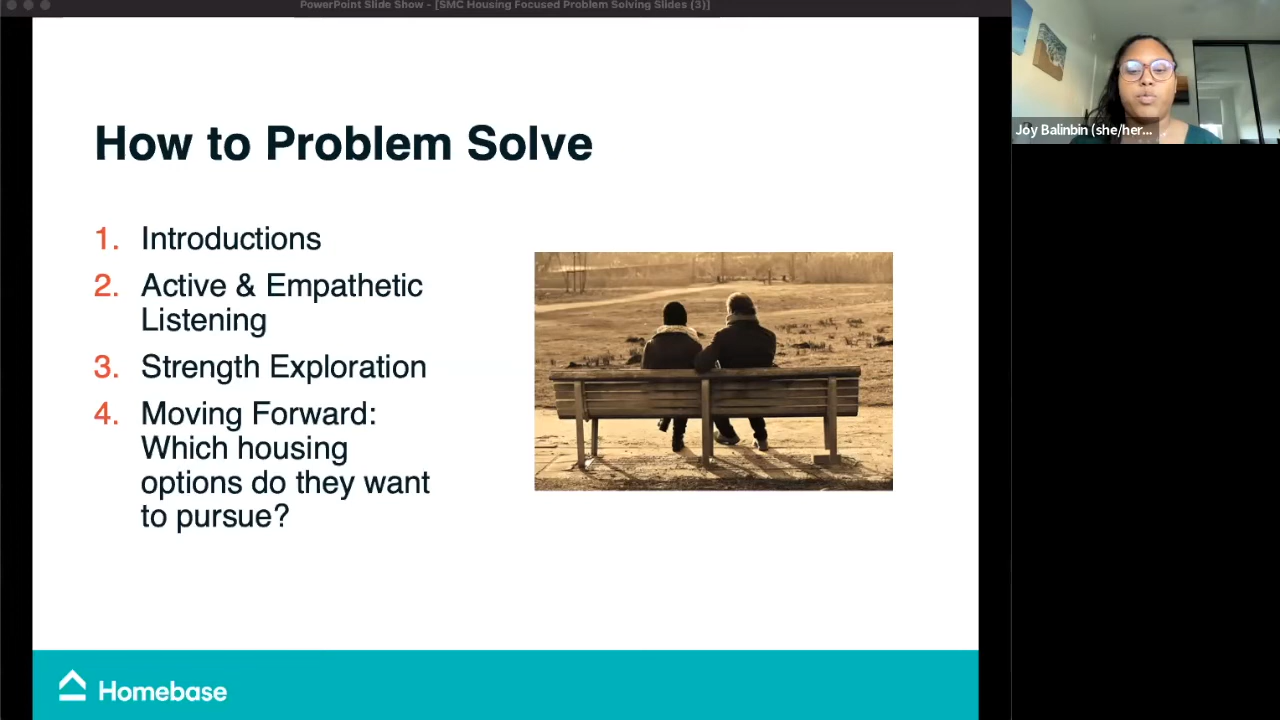 PowerPoint Slide Show - [SMC Housing Focused Problem Solving Slides (3)]
How to Problem Solve
1. Introductions
2. Active & Empathetic
Listening
3. Strength Exploration
4. Moving Forward:
Which housing
options do they want
to pursue?
Homebase
Joy Balinbin (she/her...